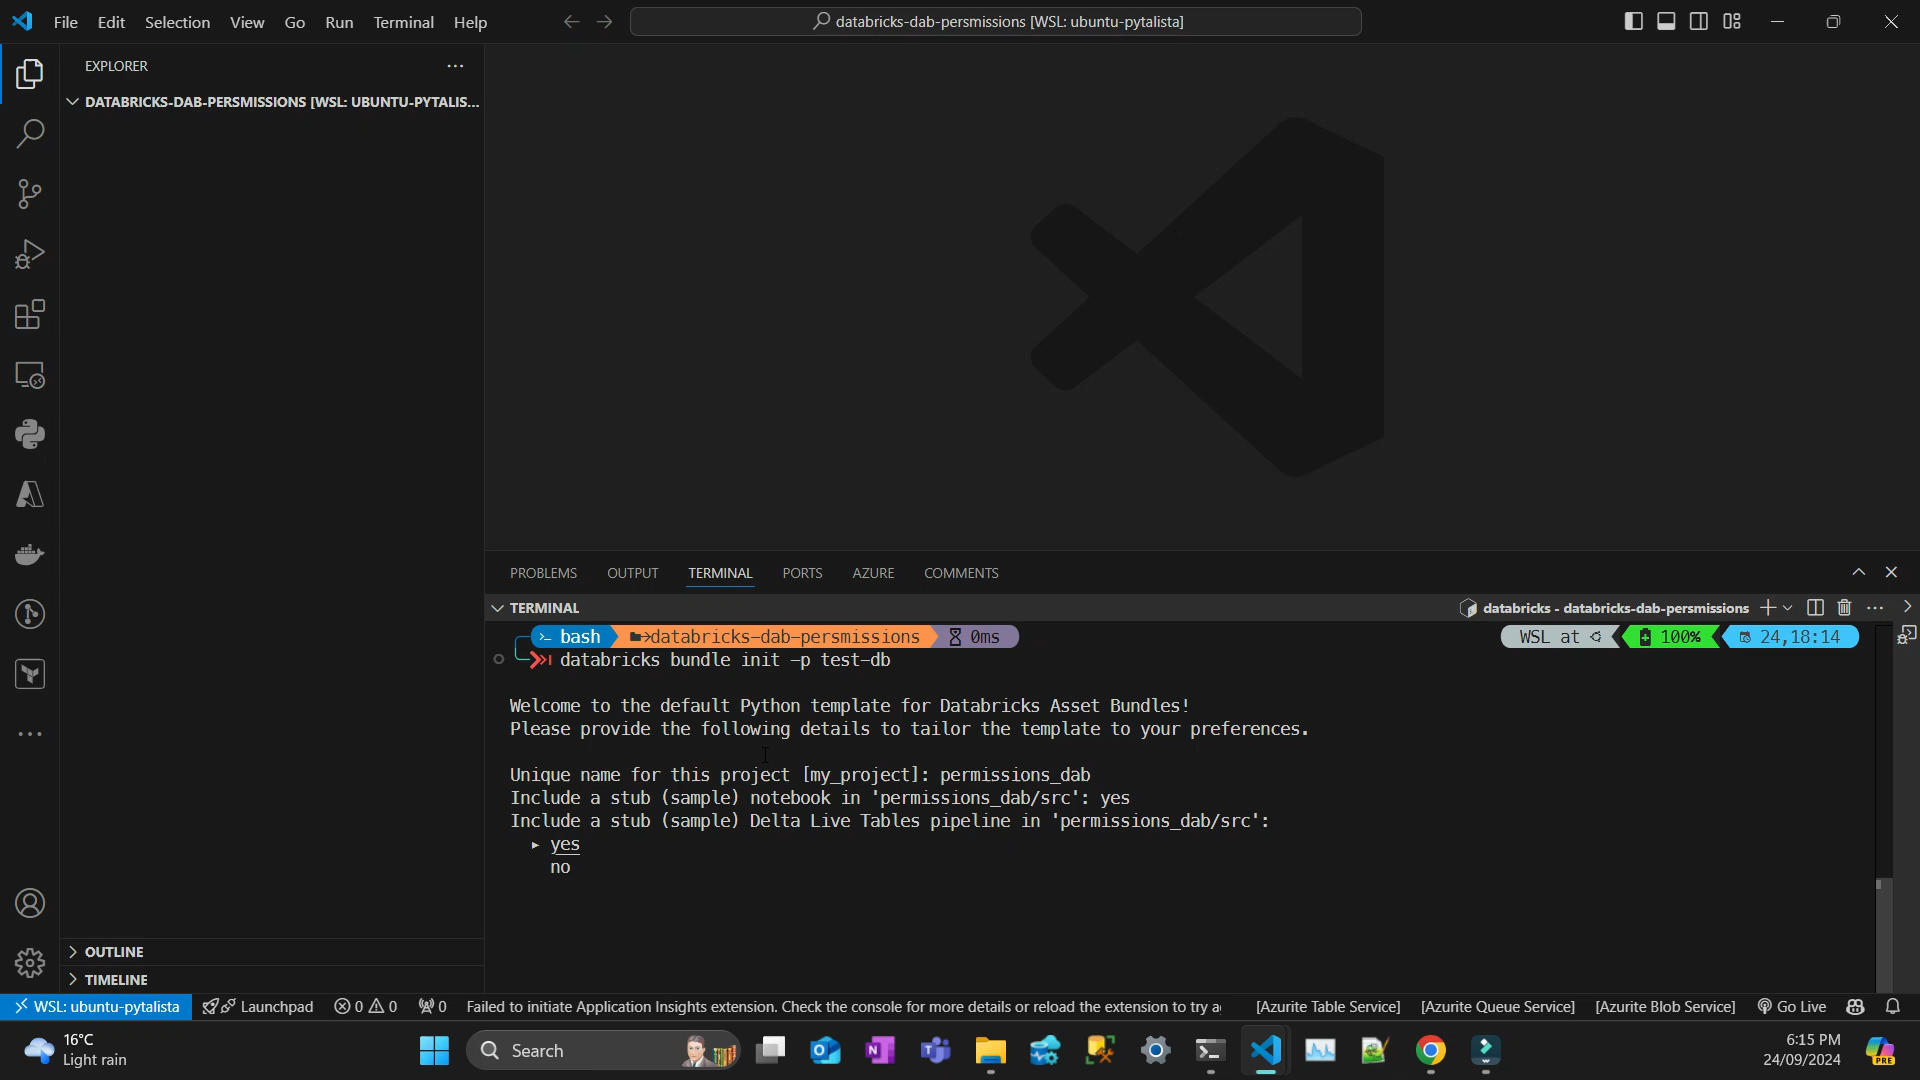 File Edit Selection View Go Run Terminal Help
databricks-dab-persmissions [WSL: ubuntu-pytalista]
EXPLORER
DATABRICKS-DAB-PERSMISSIONS [WSL: UBUNTU-PYTALIS...
PROBLEMS OUTPUT TERMINAL PORTS AZURE COMMENTS
TERMINAL
databricks - databricks-dab-persmissions
bash databricks-dab-persmissions 0ms
WSL at 100% 24,18:14
databricks bundle init -p test-db
Welcome to the default Python template for Databricks Asset Bundles!
Please provide the following details to tailor the template to your preferences.
Unique name for this project [my_project]: permissions_dab
Include a stub (sample) notebook in 'permissions_dab/src': yes
Include a stub (sample) Delta Live Tables pipeline in 'permissions_dab/src':
▸ yes
no
OUTLINE
TIMELINE
WSL: ubuntu-pytalista Launchpad 0 0 0 Failed to initiate Application Insights extension. Check the console for more details or reload the extension to try a [Azurite Table Service] [Azurite Queue Service] [Azurite Blob Service] Go Live
16°C
Light rain
Search
PRE
6:15 PM
24/09/2024